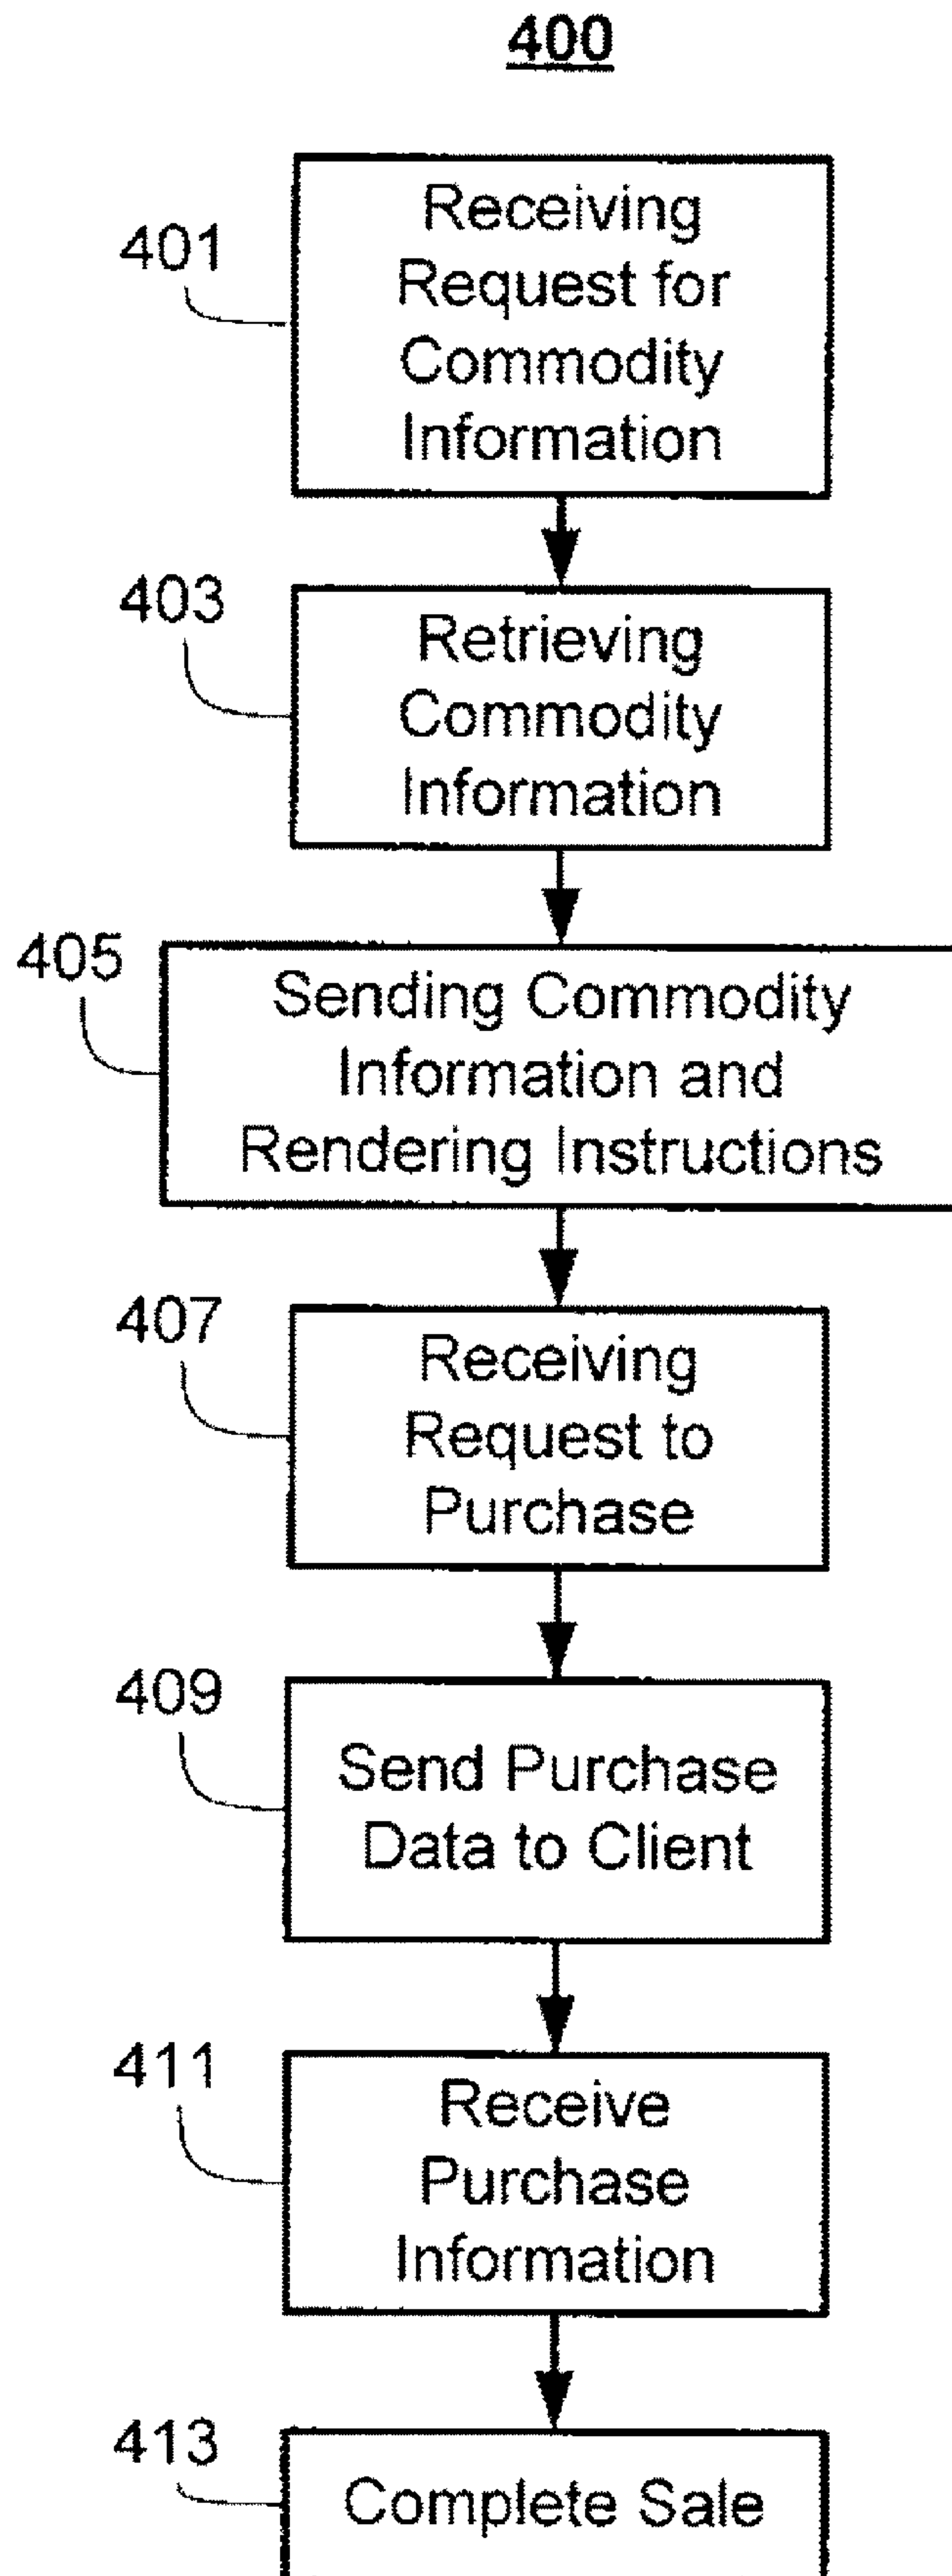 400
401
Receiving
Request for
Commodity
Information
403
Retrieving
Commodity
Information
405
Sending Commodity
Information and
Rendering Instructions
407
Receiving
Request to
Purchase
409
Send Purchase
Data to Client
411
Receive
Purchase
Information
413
Complete Sale